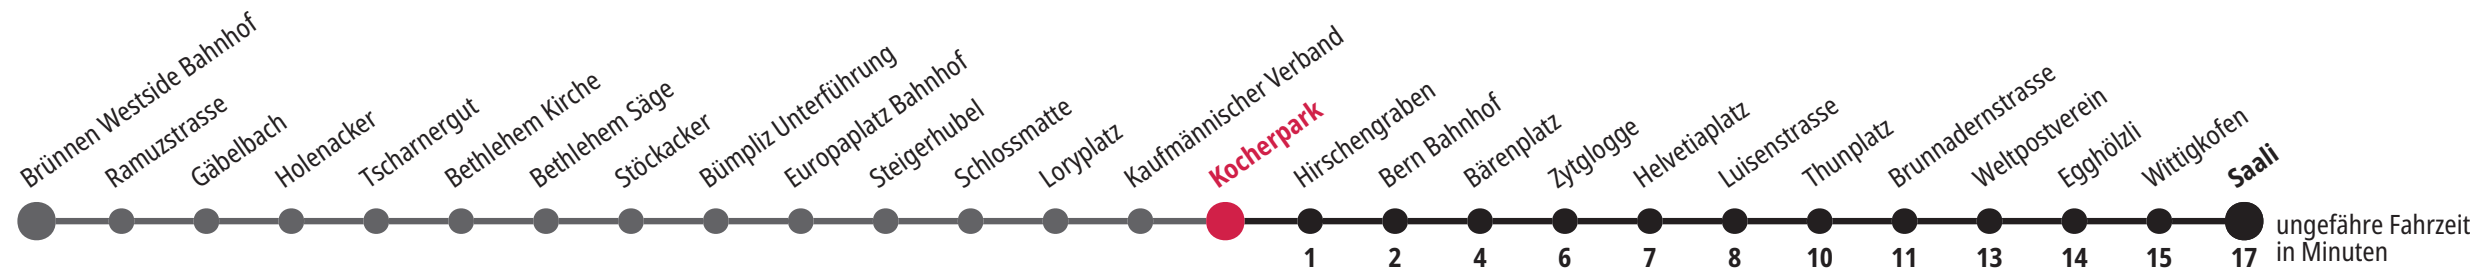 Brünnen Westside Bahnhof
Ramuzstrasse
Gäbelbach
Holenacker
Tscharnergut
Bethlehem Kirche
Bethlehem Säge
Stöckacker
Bümpliz Unterführung
Europaplatz Bahnhof
Steigerhubel
Schlossmatte
Loryplatz
Kaufmännischer Verband
Kocherpark
Hirschengraben
Bern Bahnhof
Bärenplatz
Zytglogge
Helvetiaplatz
Luisenstrasse
Thunplatz
Brunnadernstrasse
Weltpostverein
Egghölzli
Wittigkofen
Saali
1 2 4 6 7 8 10 11 13 14 15 17
ungefähre Fahrzeit
in Minuten